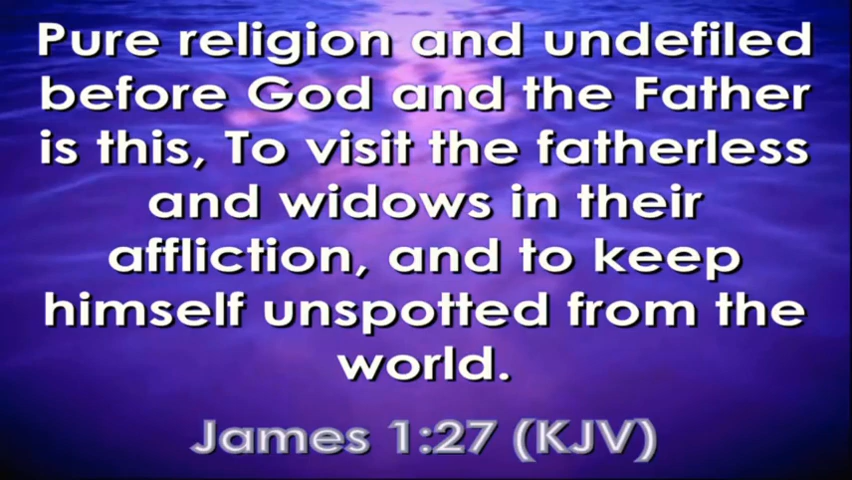 Pure religion and undefiled
before God and the Father
is this, To visit the fatherless
and widows in their
affliction, and to keep
himself unspotted from the
world.
James 1:27 (KJV)